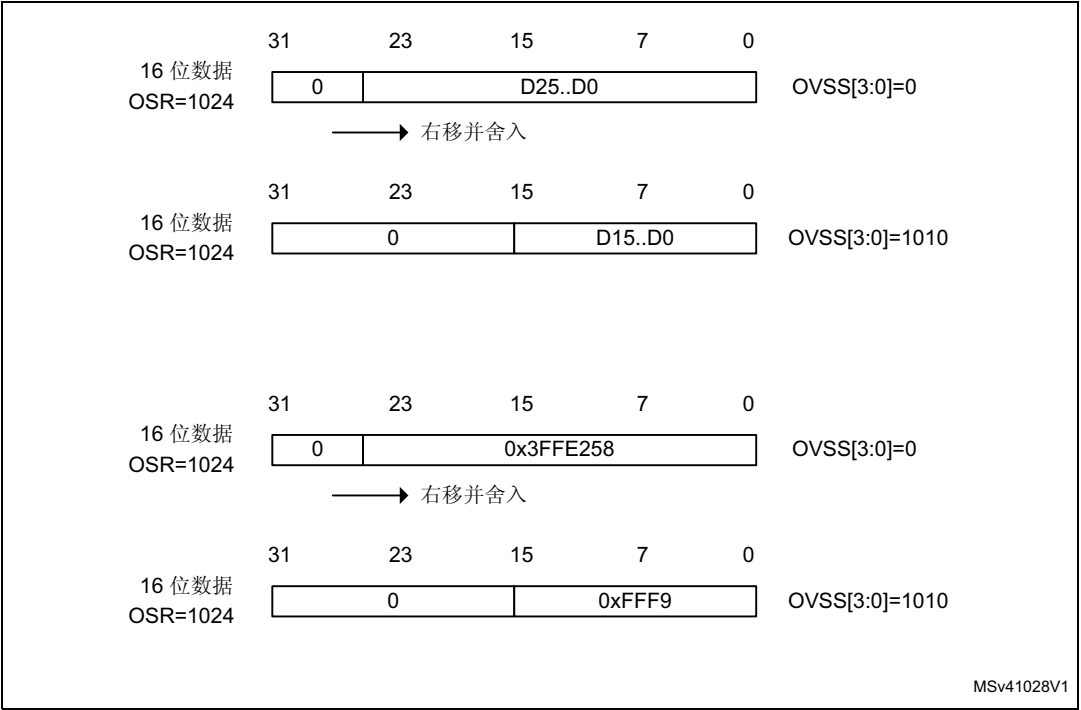 31 23 15 7 0
16 位数据
OSR=1024
0 D25..D0 OVSS[3:0]=0
右移并舍入
31 23 15 7 0
16 位数据
OSR=1024
0 D15..D0 OVSS[3:0]=1010
31 23 15 7 0
16 位数据
OSR=1024
0 0x3FFE258 OVSS[3:0]=0
右移并舍入
31 23 15 7 0
16 位数据
OSR=1024
0 0xFFF9 OVSS[3:0]=1010
MSv41028V1